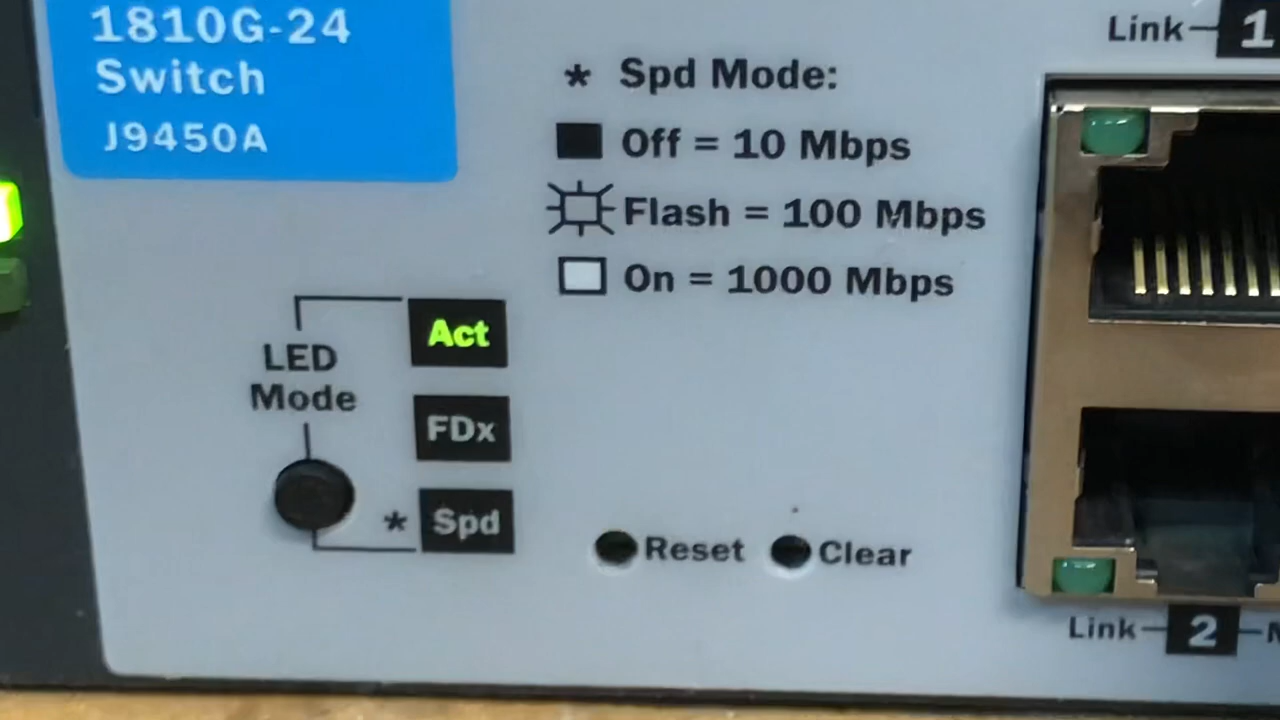 1810G-24
Switch
J9450A
* Spd Mode:
Off = 10 Mbps
Flash = 100 Mbps
On = 1000 Mbps
LED
Mode
Act
FDx
* Spd
Reset
Clear
Link
1
Link
2